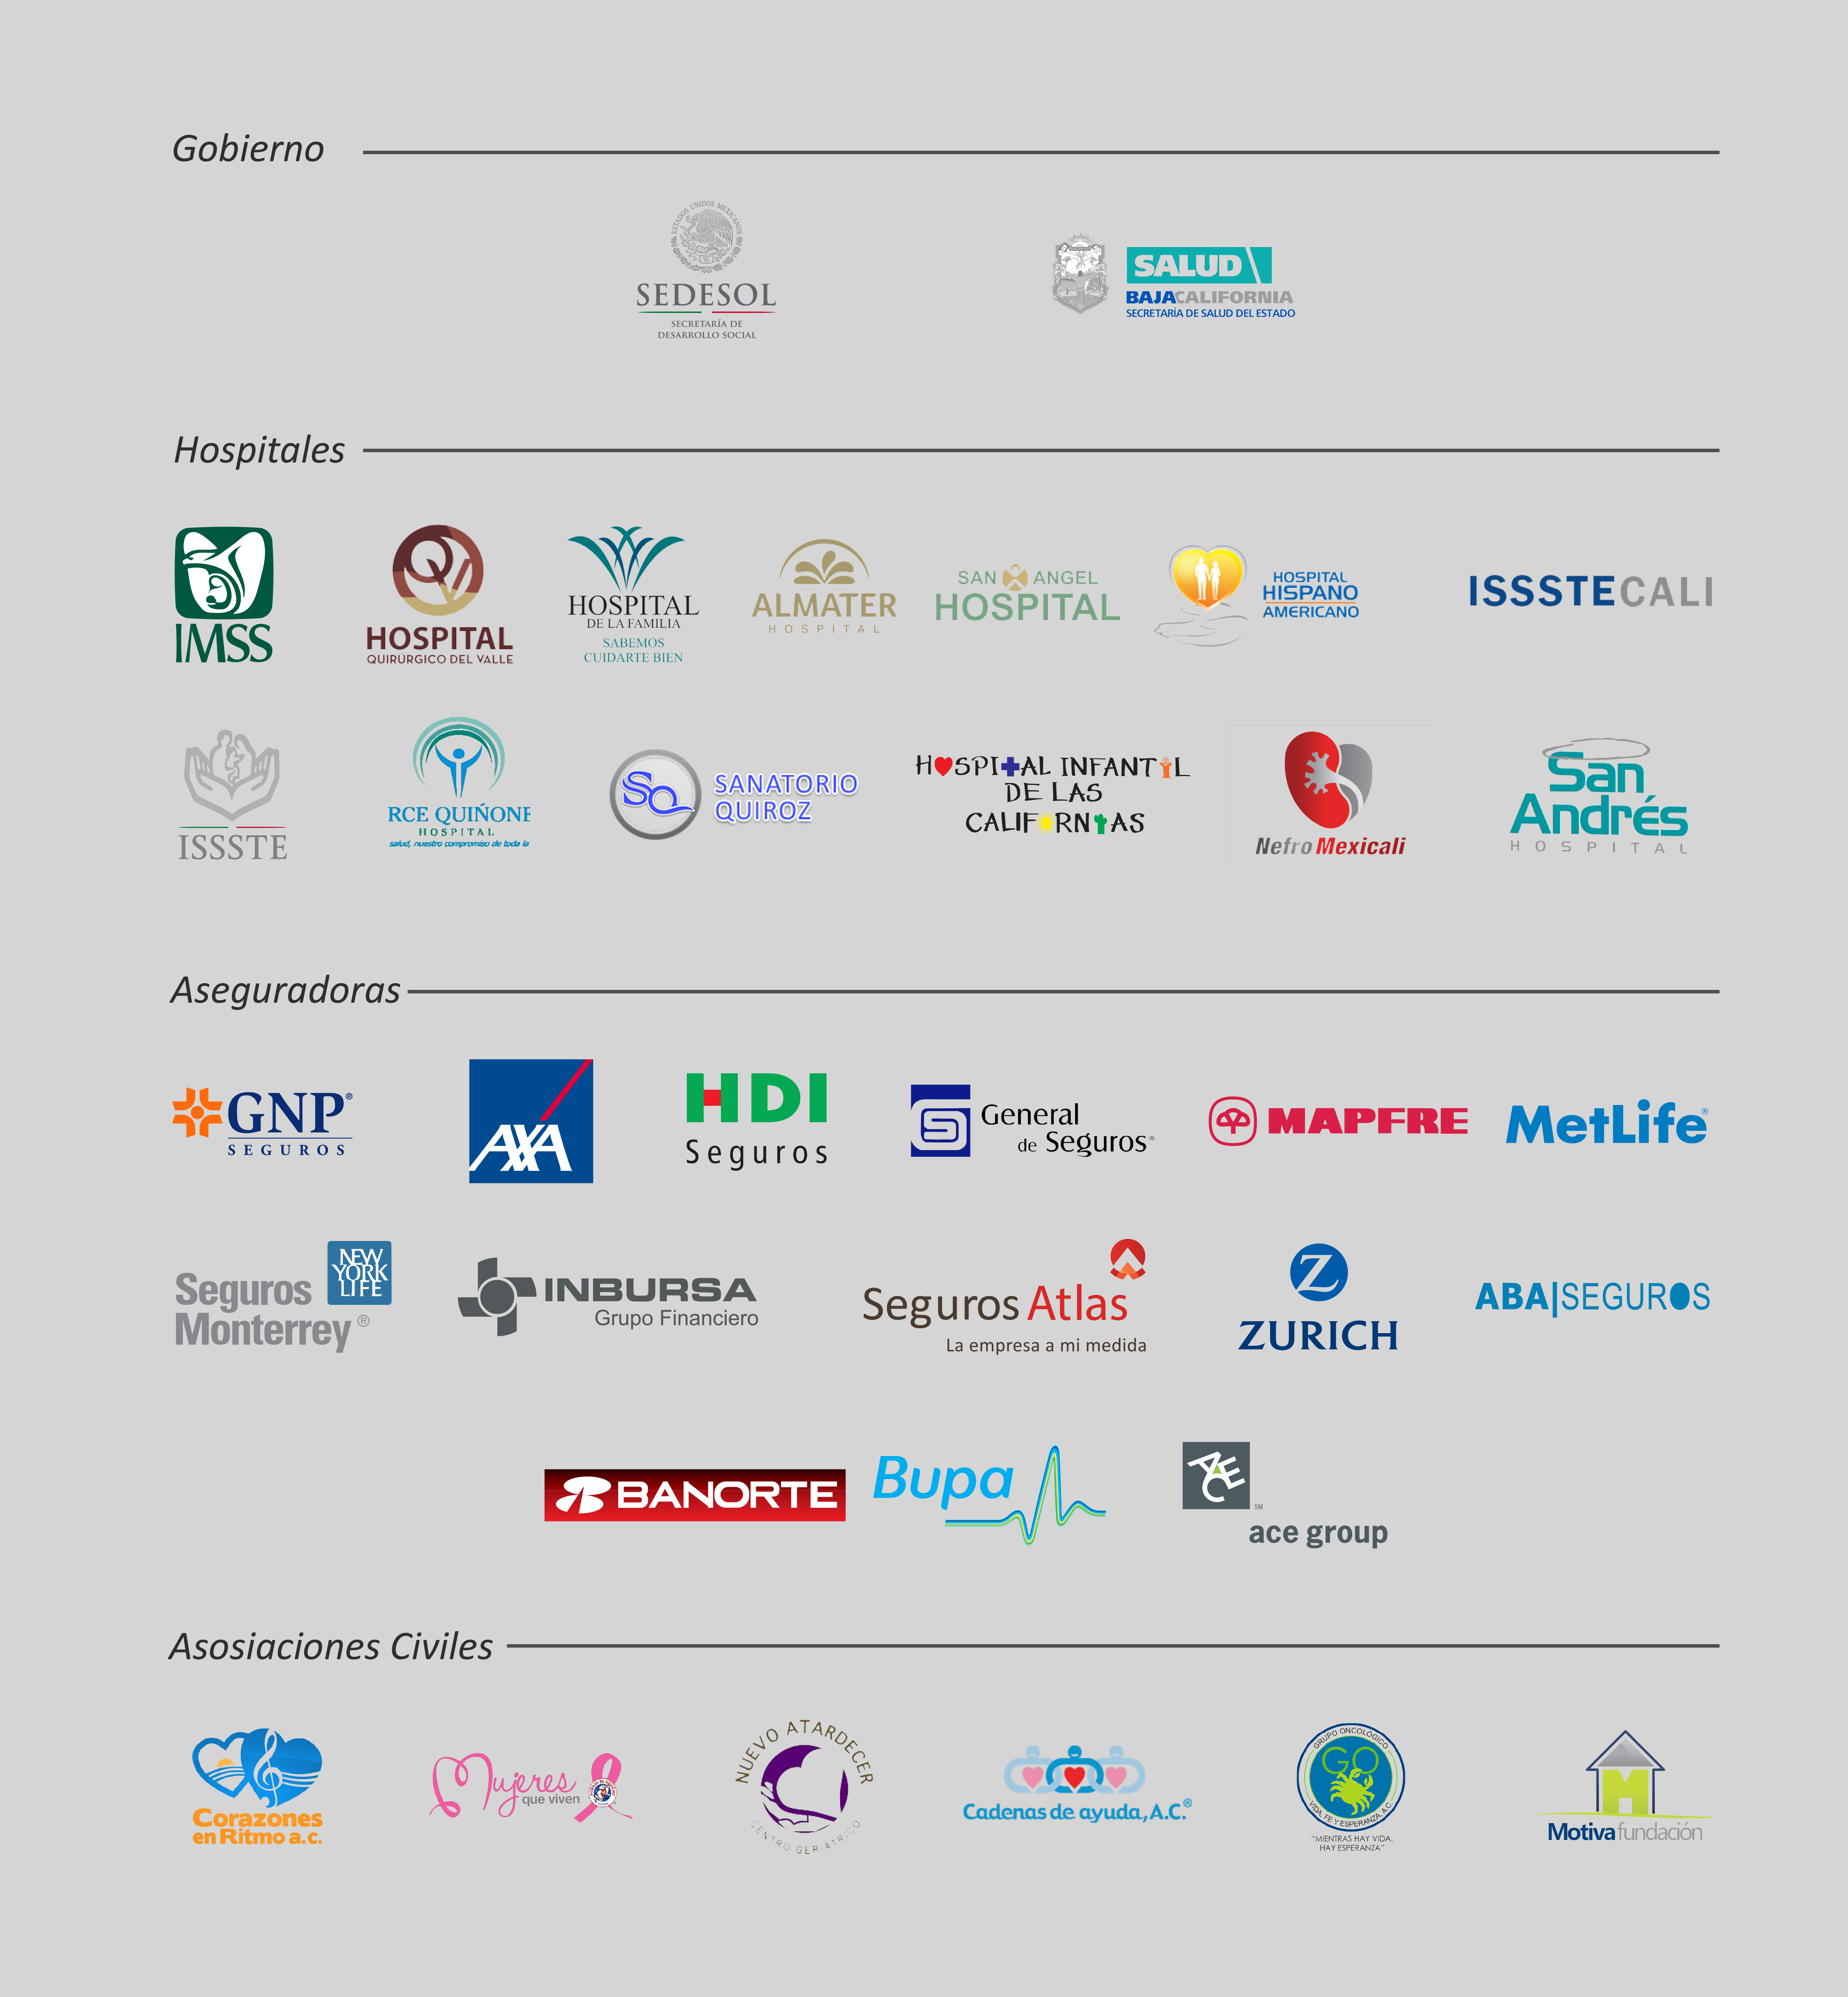 Gobierno
ESTADOS UNIDOS MEXICANOS
SEDESOL
SECRETARÍA DE
DESARROLLO SOCIAL
SALUD
BAJACALIFORNIA
SECRETARÍA DE SALUD DEL ESTADO
Hospitales
IMSS
QV
HOSPITAL
QUIRÚRGICO DEL VALLE
HOSPITAL
DE LA FAMILIA
SABEMOS
CUIDARTE BIEN
ALMATER
HOSPITAL
SAN ANGEL
HOSPITAL
HOSPITAL
HISPANO
AMERICANO
ISSSTECALI
ISSSTE
RCE QUIÑONE
HOSPITAL
salud, nuestro compromiso de toda la
SQ
SANATORIO
QUIROZ
HOSPITAL INFANTIL
DE LAS
CALIFORNIAS
Nefro Mexicali
San
Andrés
HOSPITAL
Aseguradoras
GNP®
SEGUROS
AXA
HDI
Seguros
General
de Seguros®
MAPFRE
MetLife®
Seguros
Monterrey®
NEW
YORK
LIFE
INBURSA
Grupo Financiero
Seguros Atlas
La empresa a mi medida
Z
ZURICH
ABA|SEGUROS
BANORTE
Bupa
ACE
SM
ace group
Asosiaciones Civiles
Corazones
en Ritmo a.c.
Mujeres
que viven
NUEVO ATARDECER
CENTRO GERIATRICO
Cadenas de ayuda, A.C.®
GRUPO ONCOLOGICO
GO
VIDA, FE Y ESPERANZA, A.C.
"MIENTRAS HAY VIDA,
HAY ESPERANZA"
Motiva fundación